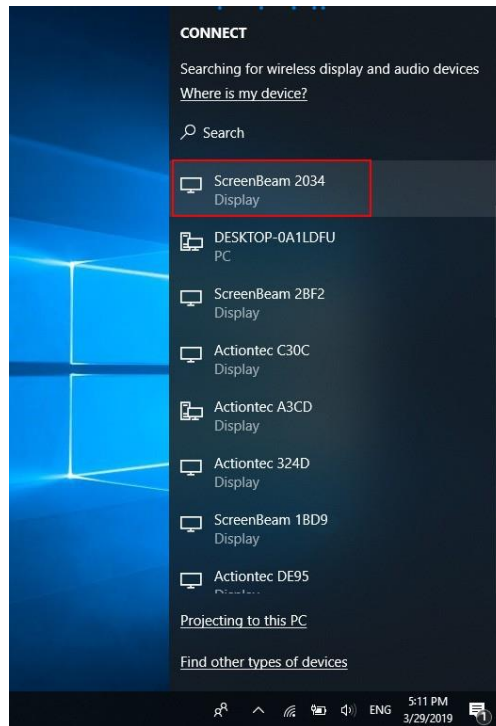 CONNECT
Searching for wireless display and audio devices
Where is my device?
Search
ScreenBeam 2034
Display
DESKTOP-0A1LDFU
PC
ScreenBeam 2BF2
Display
Actiontec C30C
Display
Actiontec A3CD
Display
Actiontec 324D
Display
ScreenBeam 1BD9
Display
Actiontec DE95
Display
Projecting to this PC
Find other types of devices
ENG
5:11 PM
3/29/2019
1